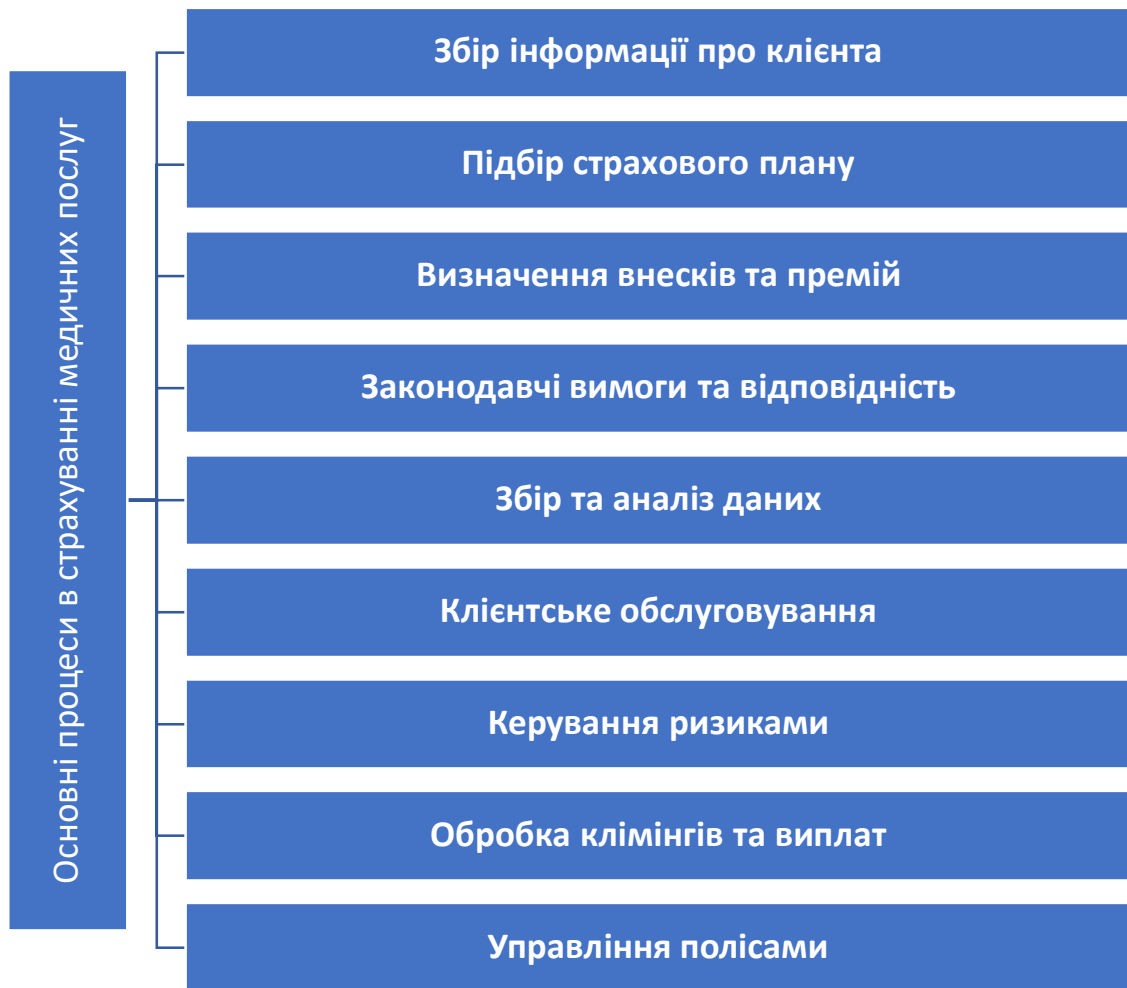 Основні процеси в страхуванні медичних послуг
Збір інформації про клієнта
Підбір страхового плану
Визначення внесків та премій
Законодавчі вимоги та відповідність
Збір та аналіз даних
Клієнтське обслуговування
Керування ризиками
Обробка клімінгів та виплат
Управління полісами